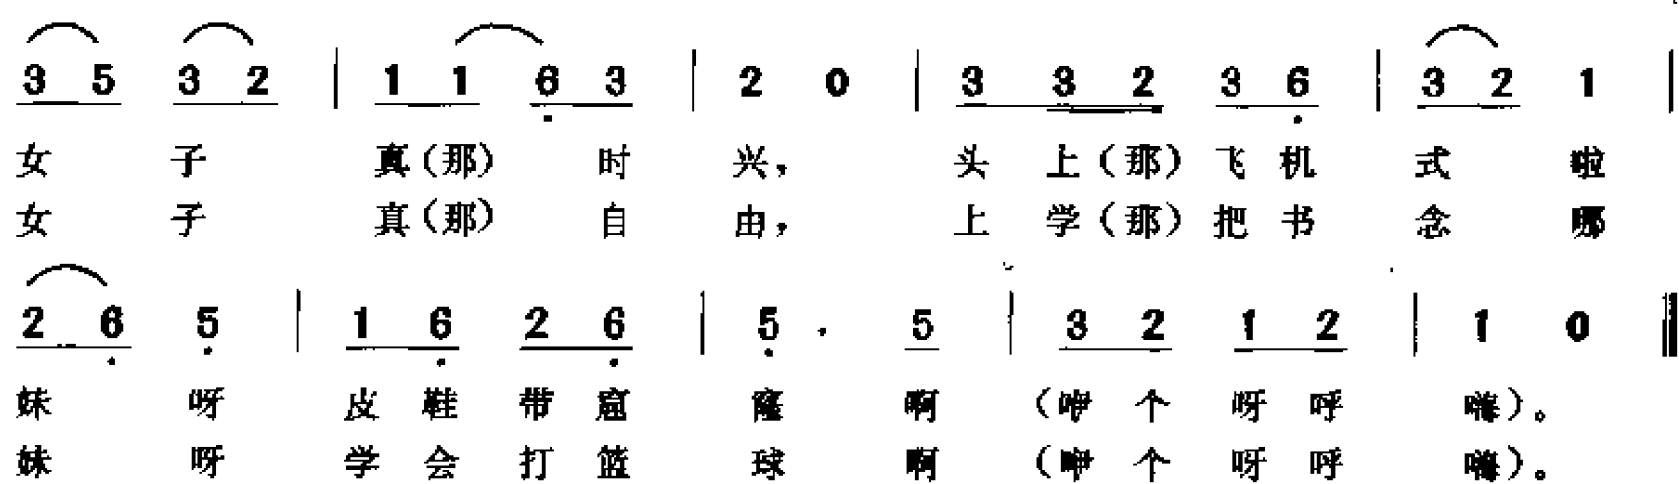 3 5 3 2 | 1 1 6 3 | 2 0 | 3 3 2 3 6 | 3 2 1 |
女 子 真(那) 时 兴, 头 上(那) 飞 机 式 啦
女 子 真(那) 自 由, 上 学(那) 把 书 念 哪
2 6 5 | 1 6 2 6 | 5 · 5 | 3 2 1 2 | 1 0 ‖
妹 呀 皮 鞋 带 窟 窿 啊 (咿 个 呀 呼 嗨)。
妹 呀 学 会 打 篮 球 啊 (咿 个 呀 呼 嗨)。